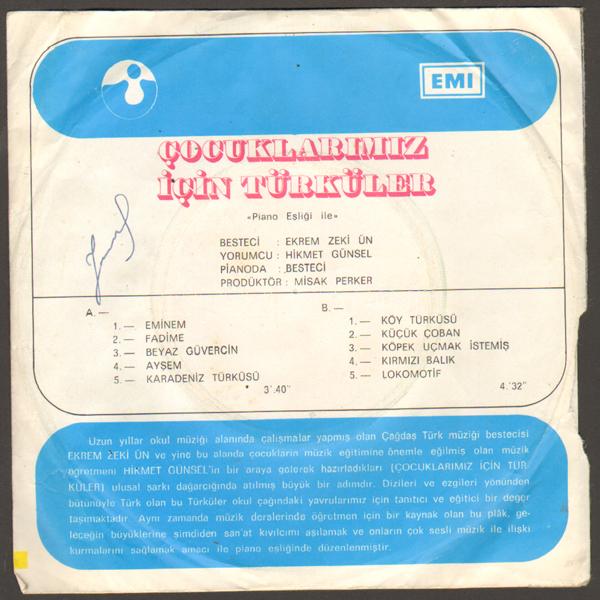 EMI
ÇOCUKLARIMIZ
İÇİN TÜRKÜLER
«Piano Eşliği ile»
BESTECİ : EKREM ZEKİ ÜN
YORUMCU : HİKMET GÜNSEL
PİANODA : BESTECİ
PRODÜKTÖR : MİSAK PERKER
A.—
1.— EMİNEM
2.— FADİME
3.— BEYAZ GÜVERCİN
4.— AYŞEM
5.— KARADENİZ TÜRKÜSÜ
3'.40"
B.—
1.— KÖY TÜRKÜSÜ
2.— KÜÇÜK ÇOBAN
3.— KÖPEK UÇMAK İSTEMİŞ
4.— KIRMIZI BALIK
5.— LOKOMOTİF
4.'32"
Uzun yıllar okul müziği alanında çalışmalar yapmış olan Çağdaş Türk müziği bestecisi
EKREM ZEKİ ÜN ve yine bu alanda çocukların müzik eğitimine önemle eğilmiş olan müzik
öğretmeni HİKMET GÜNSEL'in bir araya gelerek hazırladıkları (ÇOCUKLARIMIZ İÇİN TÜR
KÜLER) ulusal şarkı dağarcığında atılmış büyük bir adımdır. Dizileri ve ezgileri yönünden
bütünüyle Türk olan bu Türküler okul çağındaki yavrularımız için tanıtıcı ve eğitici bir değer
taşımaktadır. Aynı zamanda müzik derslerinde öğretmen için bir kaynak olan bu plâk, ge-
leceğin büyüklerine şimdiden san'at kıvılcımı aşılamak ve onların çok sesli müzik ile ilişki
kurmalarını sağlamak amacı ile piano eşliğinde düzenlenmiştir.